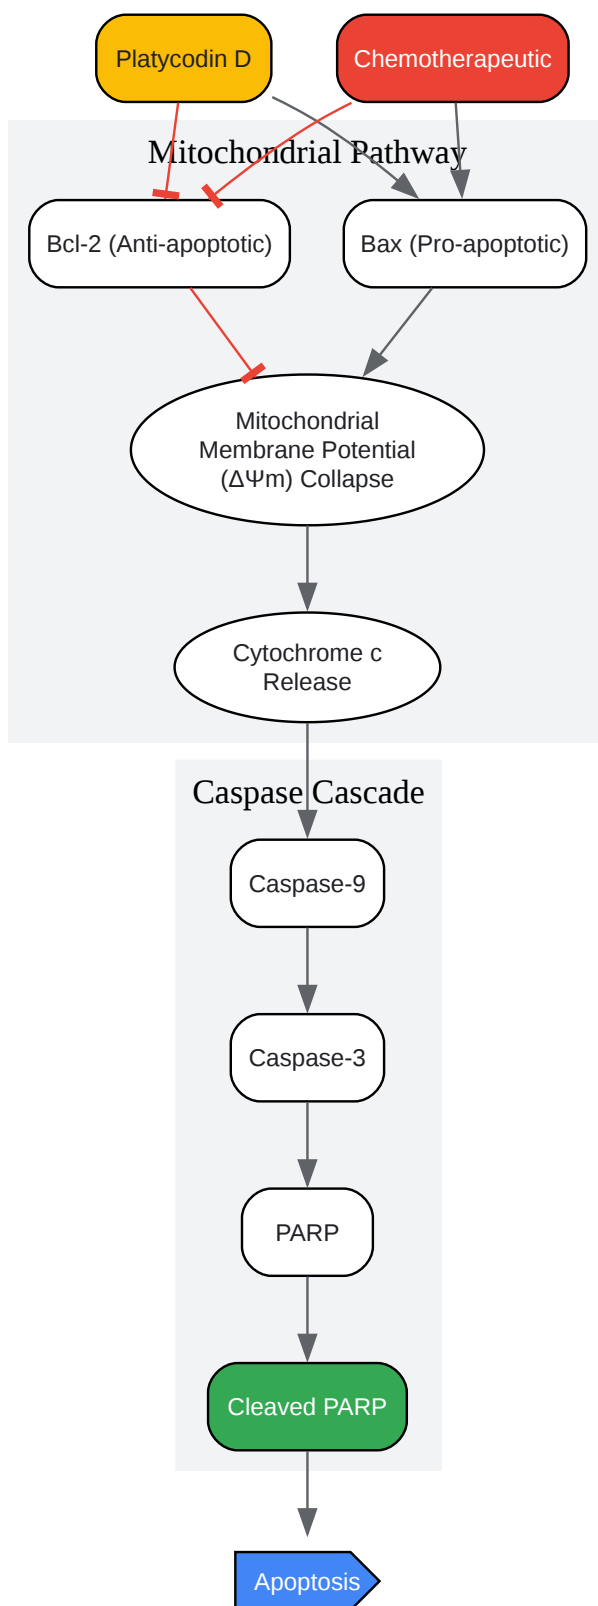 Platycodin D
Chemotherapeutic
Mitochondrial Pathway
Bcl-2 (Anti-apoptotic)
Bax (Pro-apoptotic)
Mitochondrial
Membrane Potential
(ΔΨm) Collapse
Cytochrome c
Release
Caspase Cascade
Caspase-9
Caspase-3
PARP
Cleaved PARP
Apoptosis